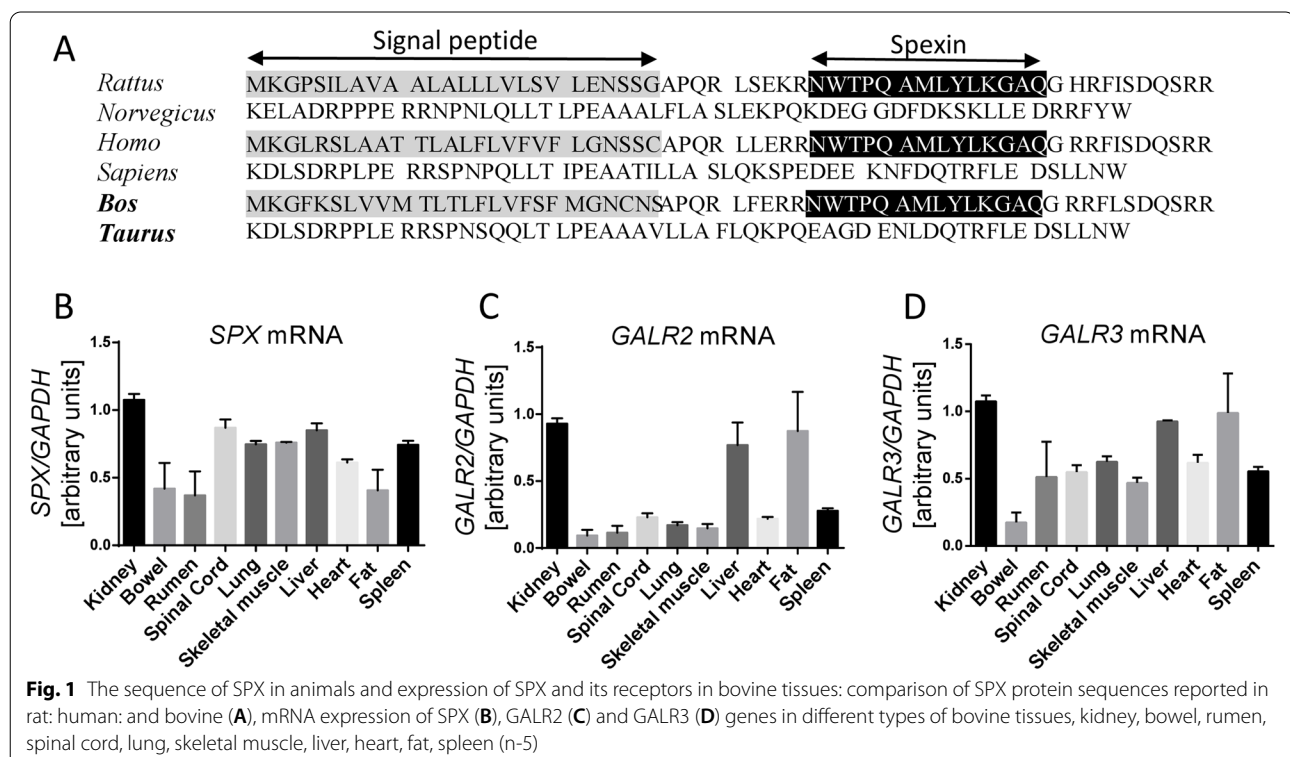 A
Signal peptide
Spexin
Rattus MKGPSILAVA ALALLLVLSV LENSSGAPQR LSEKRNWTPQ AMLYLKGAQG HRFISDQSRR
Norvegicus KELADRPPPE RRNPNLQLLT LPEAAALFLA SLEKPQKDEG GDFDKSKLLE DRRFYW
Homo MKGLRSLAAT TLALFLVFVF LGNSSCAPQR LLERRNWTPQ AMLYLKGAQG RRFISDQSRR
Sapiens KDLSDRPLPE RRSPNPQLLT IPEAATILLA SLQKSPEDEE KNFDQTRFLE DSLLNW
Bos MKGFKSLVVM TLTLFLVFSF MGNCNSAPQR LFERRNWTPQ AMLYLKGAQG RRFLSDQSRR
Taurus KDLSDRPPLE RRSPNSQQLT LPEAAAVLLA FLQKPQEAGD ENLDQTRFLE DSLLNW
B
SPX mRNA
SPX/GAPDH
[arbitrary units]
1.5
1.0
0.5
0.0
Kidney
Bowel
Rumen
Spinal Cord
Lung
Skeletal muscle
Liver
Heart
Fat
Spleen
C
GALR2 mRNA
GALR2/GAPDH
[arbitrary units]
1.5
1.0
0.5
0.0
Kidney
Bowel
Rumen
Spinal Cord
Lung
Skeletal muscle
Liver
Heart
Fat
Spleen
D
GALR3 mRNA
GALR3/GAPDH
[arbitrary units]
1.5
1.0
0.5
0.0
Kidney
Bowel
Rumen
Spinal Cord
Lung
Skeletal muscle
Liver
Heart
Fat
Spleen
Fig. 1 The sequence of SPX in animals and expression of SPX and its receptors in bovine tissues: comparison of SPX protein sequences reported in
rat: human: and bovine (A), mRNA expression of SPX (B), GALR2 (C) and GALR3 (D) genes in different types of bovine tissues, kidney, bowel, rumen,
spinal cord, lung, skeletal muscle, liver, heart, fat, spleen (n-5)